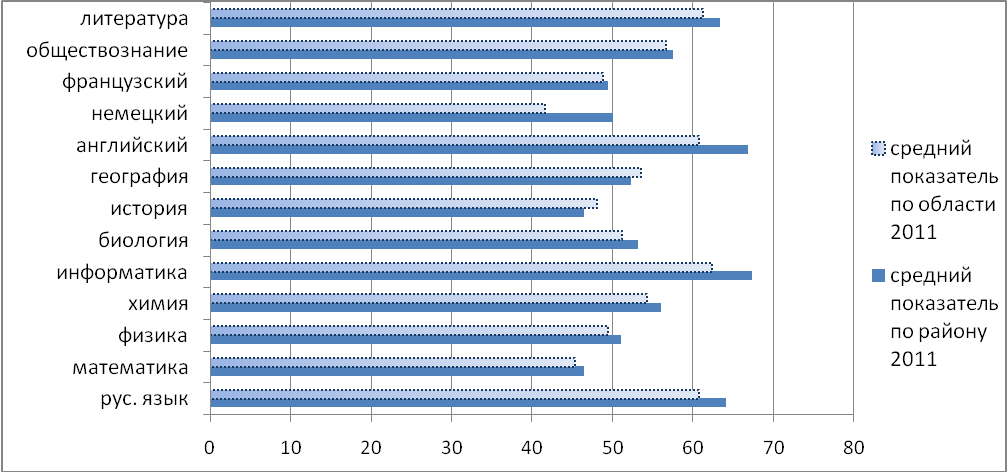 литература
обществознание
французский
немецкий
английский
география
история
биология
информатика
химия
физика
математика
рус. язык
0 10 20 30 40 50 60 70 80
средний
показатель
по области
2011
средний
показатель
по району
2011